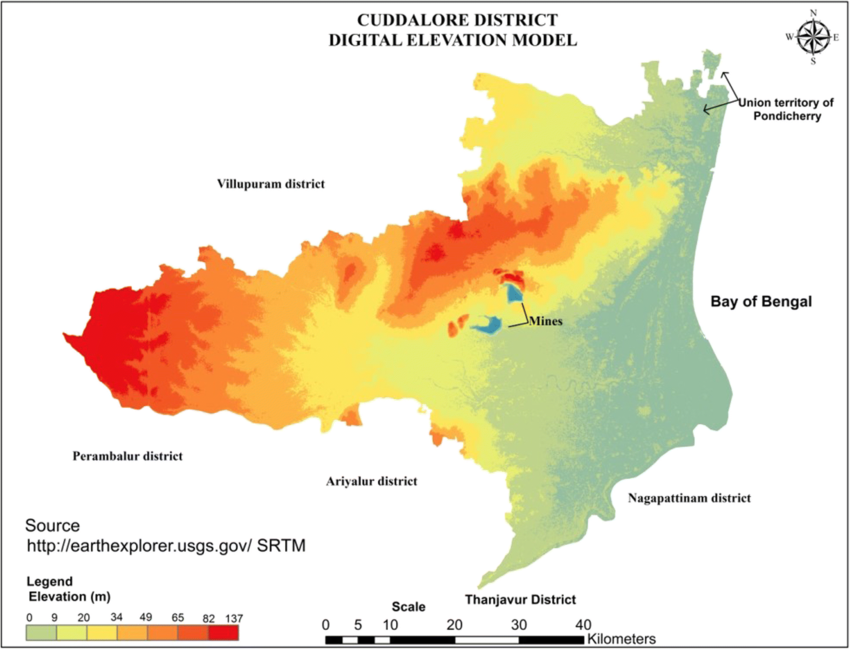 CUDDALORE DISTRICT
DIGITAL ELEVATION MODEL
N
W
E
S
Union territory of
Pondicherry
Villupuram district
Bay of Bengal
Mines
Perambalur district
Ariyalur district
Nagapattinam district
Source
http://earthexplorer.usgs.gov/ SRTM
Legend
Elevation (m)
0 9 20 34 49 65 82 137
Thanjavur District
Scale
0 5 10 20 30 40
Kilometers